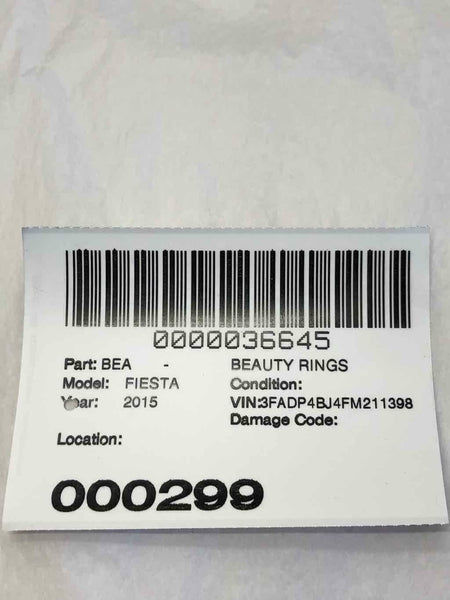 0000036645
Part: BEA - BEAUTY RINGS
Model: FIESTA Condition:
Year: 2015 VIN:3FADP4BJ4FM211398
Damage Code:
Location:
000299